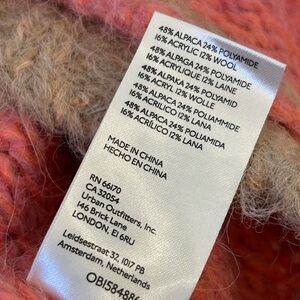 48% ALPACA 24% POLYAMIDE
16% ACRYLIC 12% WOOL
48% ALPAGA 24% POLYAMIDE
16% ACRYLIQUE 12% LAINE
48% ALPAKA 24% POLYAMID
16% ACRYL 12% WOLLE
48% ALPACA 24% POLIAMMIDE
16% ACRILICO 12% LANA
48% ALPACA 24% POLIAMIDA
16% ACRÍLICO 12% LANA
MADE IN CHINA
HECHO EN CHINA
RN 66170
CA 32054
Urban Outfitters, Inc.
146 Brick Lane
LONDON, E1 6RU
Leidsestraat 32, 1017 PB
Amsterdam, Netherlands